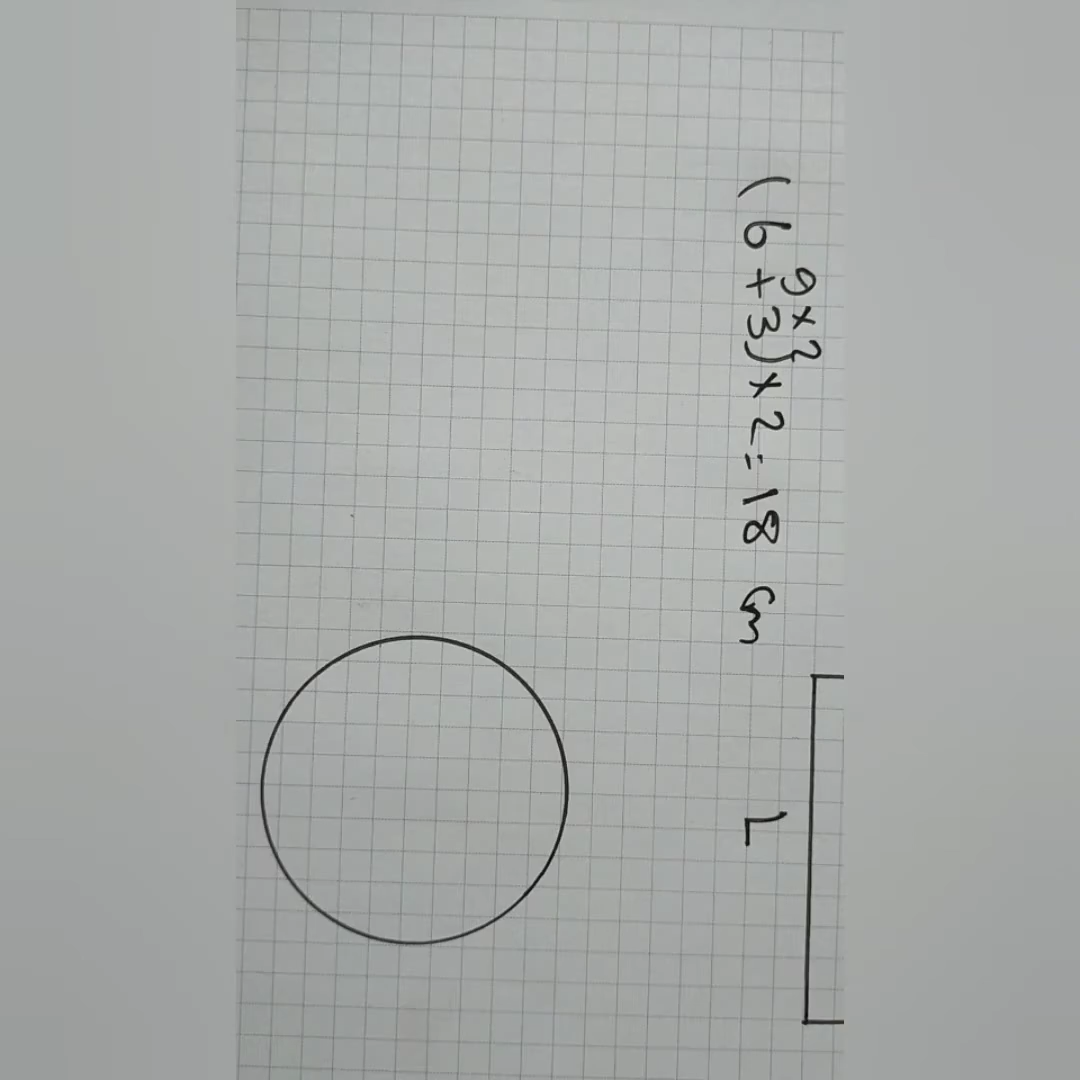 9 × 2
(6 + 3) × 2 = 18 cm
L